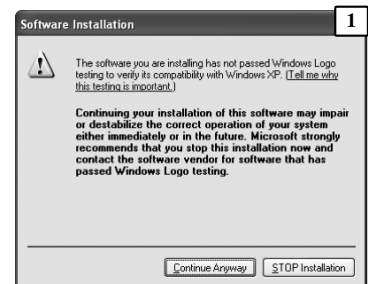 Software Installation
1
The software you are installing has not passed Windows Logo
testing to verify its compatibility with Windows XP. (Tell me why
this testing is important.)
Continuing your installation of this software may impair
or destabilize the correct operation of your system
either immediately or in the future. Microsoft strongly
recommends that you stop this installation now and
contact the software vendor for software that has
passed Windows Logo testing.
Continue Anyway
STOP Installation